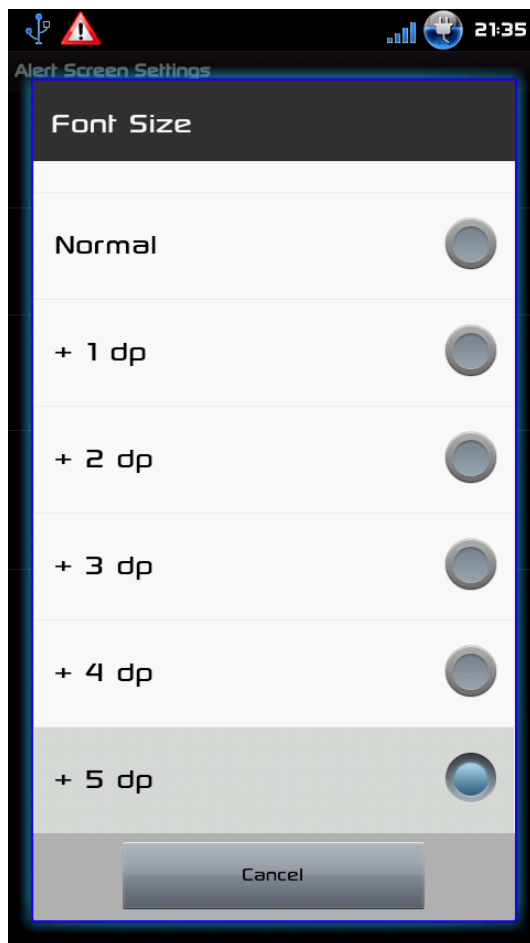 21:35
Alert Screen Settings
Font Size
Normal
+ 1 dp
+ 2 dp
+ 3 dp
+ 4 dp
+ 5 dp
Cancel